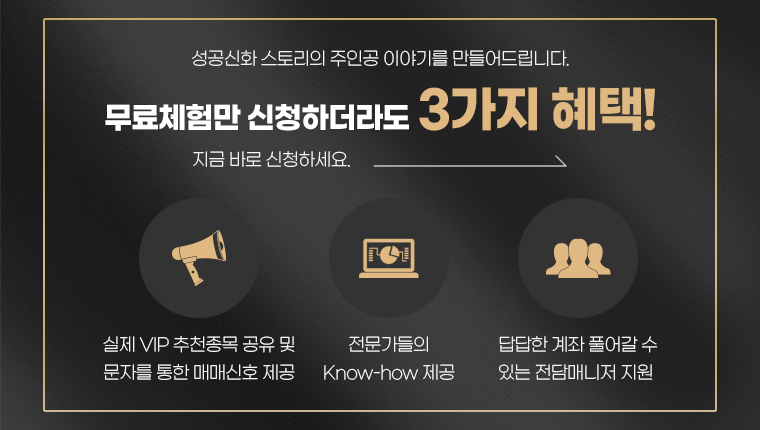 성공신화 스토리의 주인공 이야기를 만들어드립니다.
무료체험만 신청하더라도 3가지 혜택!
지금 바로 신청하세요.
실제 VIP 추천종목 공유 및
문자를 통한 매매신호 제공
전문가들의
Know-how 제공
답답한 계좌 풀어갈 수
있는 전담매니저 지원